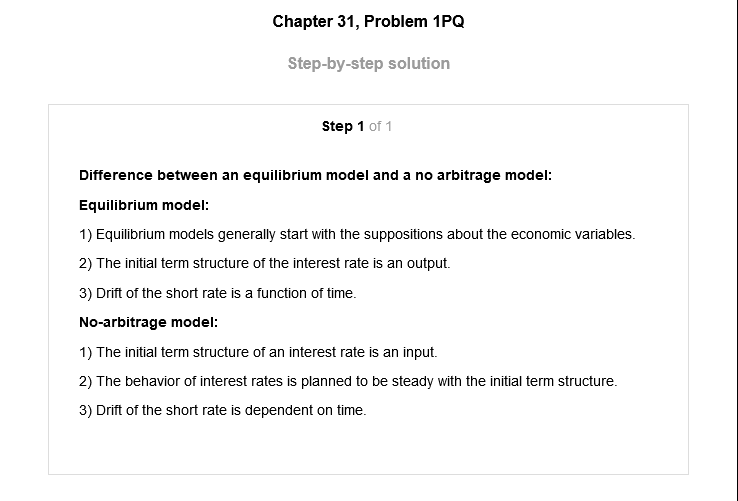 Chapter 31, Problem 1PQ
Step-by-step solution
Step 1 of 1
Difference between an equilibrium model and a no arbitrage model:
Equilibrium model:
1) Equilibrium models generally start with the suppositions about the economic variables.
2) The initial term structure of the interest rate is an output.
3) Drift of the short rate is a function of time.
No-arbitrage model:
1) The initial term structure of an interest rate is an input.
2) The behavior of interest rates is planned to be steady with the initial term structure.
3) Drift of the short rate is dependent on time.